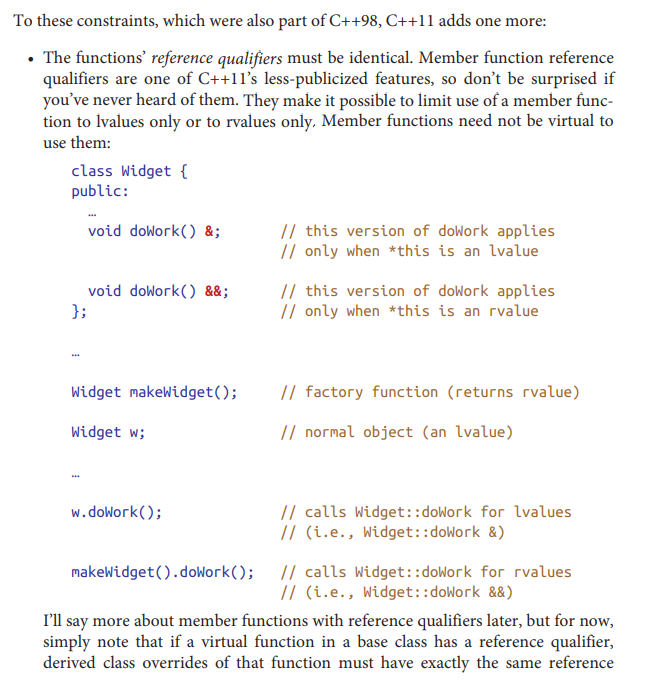 To these constraints, which were also part of C++98, C++11 adds one more:
• The functions’ reference qualifiers must be identical. Member function reference
qualifiers are one of C++11’s less-publicized features, so don’t be surprised if
you’ve never heard of them. They make it possible to limit use of a member func-
tion to lvalues only or to rvalues only. Member functions need not be virtual to
use them:
class Widget {
public:
…
void doWork() &; // this version of doWork applies
// only when *this is an lvalue
void doWork() &&; // this version of doWork applies
}; // only when *this is an rvalue
…
Widget makeWidget(); // factory function (returns rvalue)
Widget w; // normal object (an lvalue)
…
w.doWork(); // calls Widget::doWork for lvalues
// (i.e., Widget::doWork &)
makeWidget().doWork(); // calls Widget::doWork for rvalues
// (i.e., Widget::doWork &&)
I’ll say more about member functions with reference qualifiers later, but for now,
simply note that if a virtual function in a base class has a reference qualifier,
derived class overrides of that function must have exactly the same reference